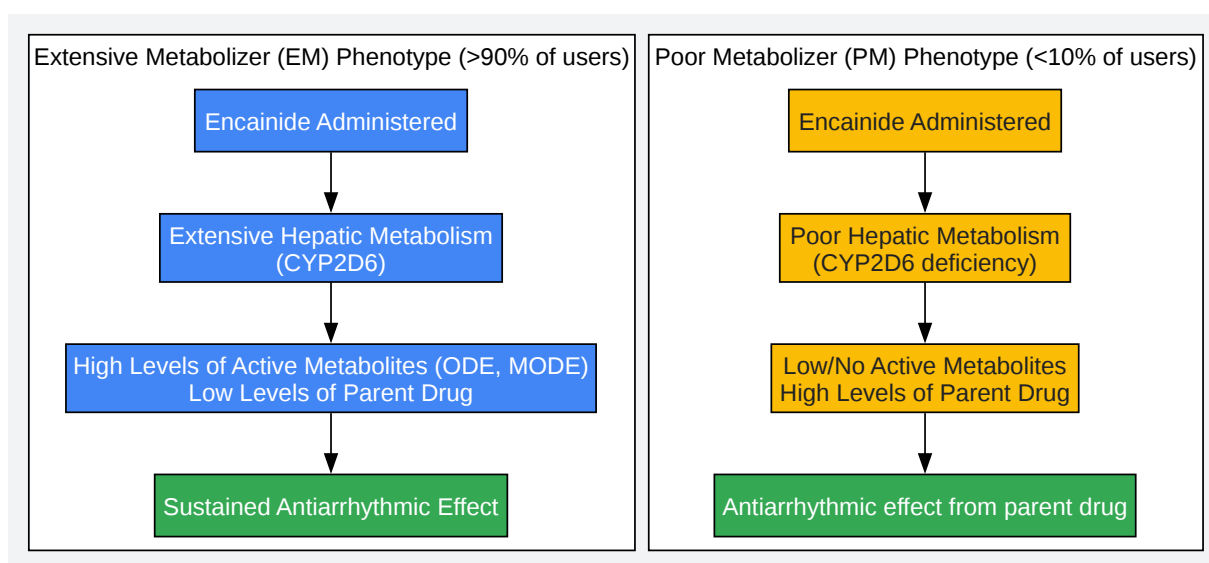 Extensive Metabolizer (EM) Phenotype (>90% of users)
Encainide Administered
Extensive Hepatic Metabolism
(CYP2D6)
High Levels of Active Metabolites (ODE, MODE)
Low Levels of Parent Drug
Sustained Antiarrhythmic Effect
Poor Metabolizer (PM) Phenotype (<10% of users)
Encainide Administered
Poor Hepatic Metabolism
(CYP2D6 deficiency)
Low/No Active Metabolites
High Levels of Parent Drug
Antiarrhythmic effect from parent drug